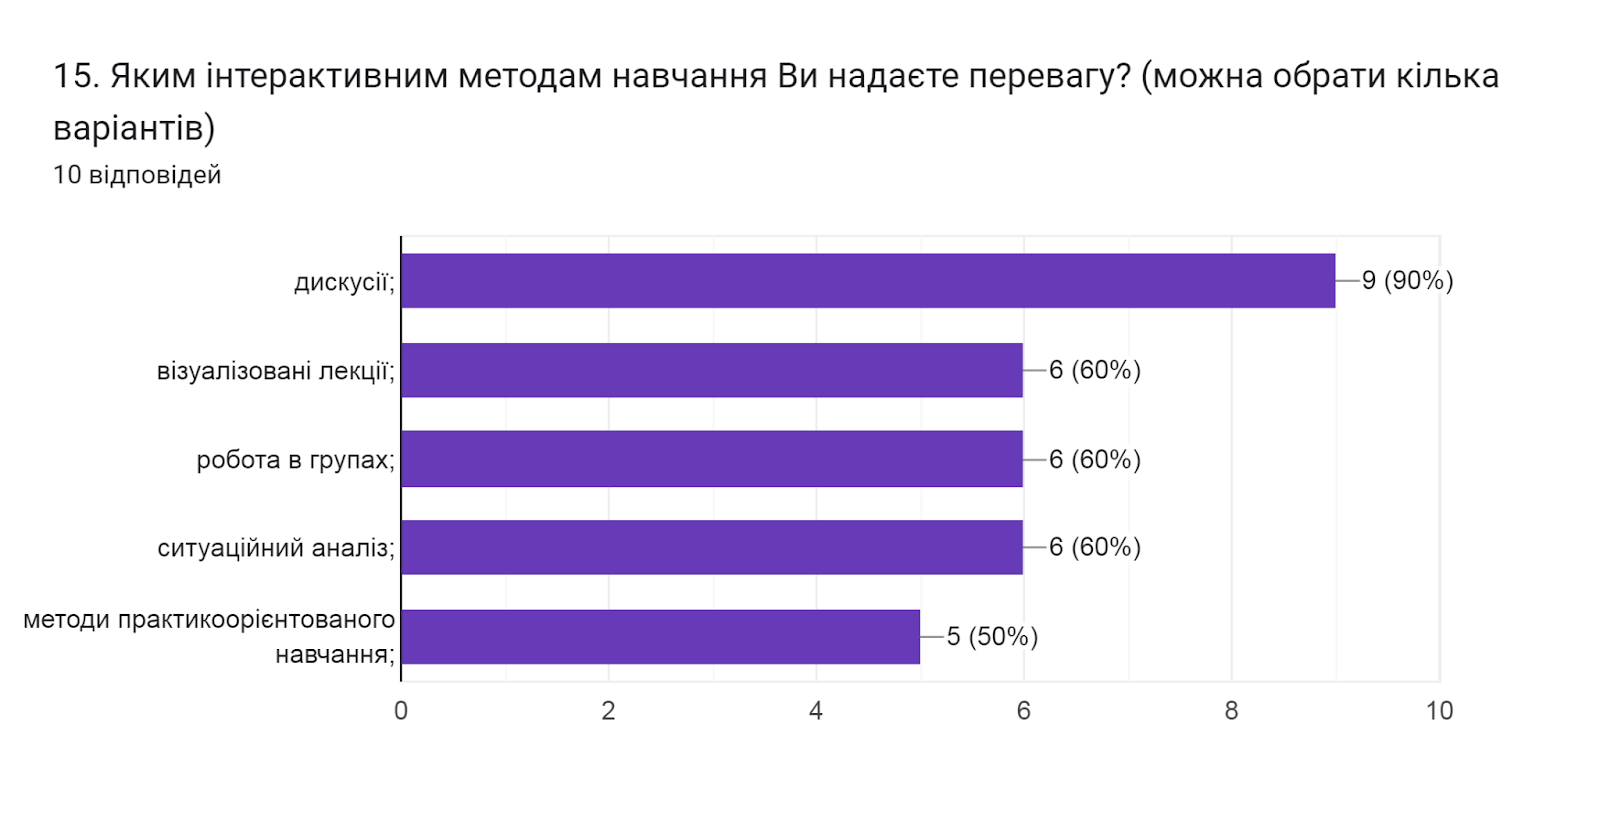 15. Яким інтерактивним методам навчання Ви надаєте перевагу? (можна обрати кілька
варіантів)
10 відповідей
дискусії;
9 (90%)
візуалізовані лекції;
6 (60%)
робота в групах;
6 (60%)
ситуаційний аналіз;
6 (60%)
методи практикоорієнтованого
навчання;
5 (50%)
0 2 4 6 8 10